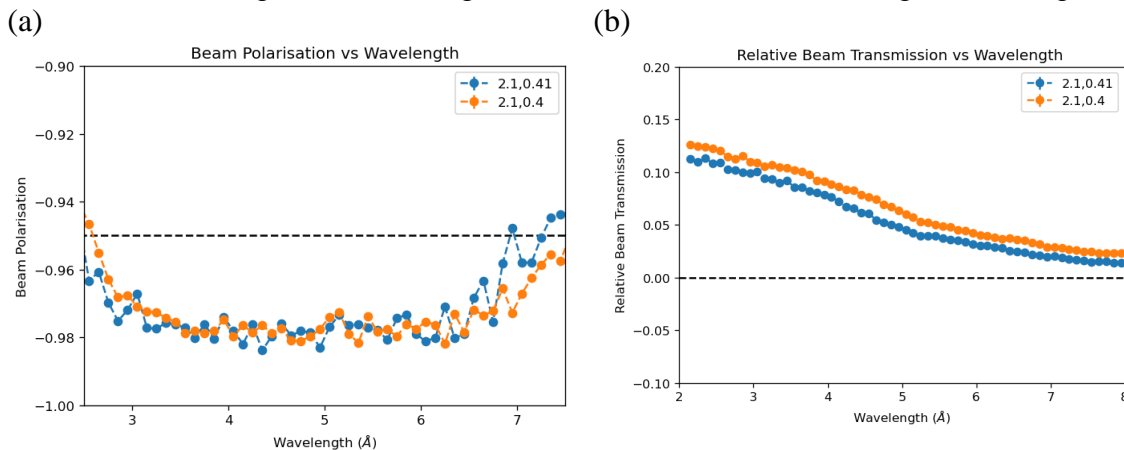 (a)
Beam Polarisation vs Wavelength
−0.90
−0.92
−0.94
−0.96
−0.98
−1.00
Beam Polarisation
2.1,0.41
2.1,0.4
3 4 5 6 7
Wavelength (Å)
(b)
Relative Beam Transmission vs Wavelength
0.20
0.15
0.10
0.05
0.00
−0.05
−0.10
Relative Beam Transmission
2.1,0.41
2.1,0.4
2 3 4 5 6 7 8
Wavelength (Å)